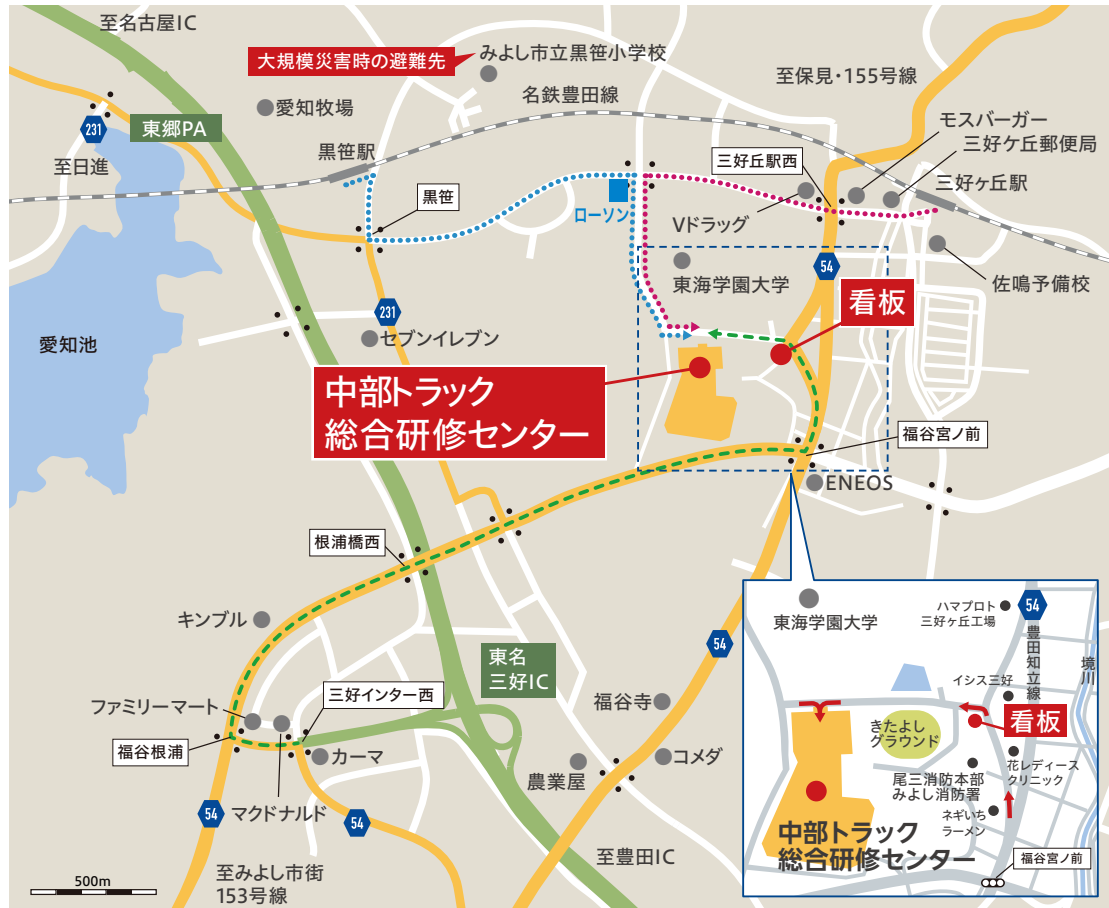 至名古屋IC
大規模災害時の避難先
みよし市立黒笹小学校
至保見・155号線
愛知牧場
名鉄豊田線
モスバーガー
三好ケ丘郵便局
231
東郷PA
至日進
黒笹駅
三好丘駅西
三好ヶ丘駅
黒笹
ローソン
Vドラッグ
54
東海学園大学
佐鳴予備校
看板
231
セブンイレブン
愛知池
中部トラック
総合研修センター
福谷宮ノ前
ENEOS
根浦橋西
キンブル
54
54
東名
三好IC
ファミリーマート
三好インター西
福谷寺
福谷根浦
カーマ
農業屋
コメダ
マクドナルド
54
54
至豊田IC
至みよし市街
153号線
500m
東海学園大学
ハマプロト
三好ヶ丘工場
54
豊田知立線
境川
イシス三好
看板
きたよし
グラウンド
花レディース
クリニック
尾三消防本部
みよし消防署
ネギいち
ラーメン
中部トラック
総合研修センター
福谷宮ノ前